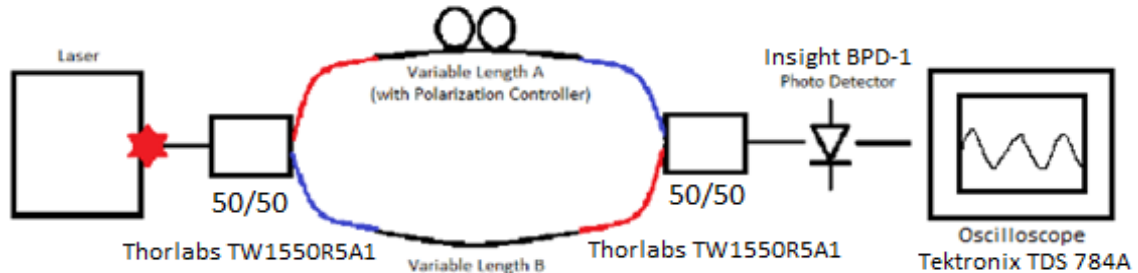 Laser
Variable Length A
(with Polarization Controller)
Insight BPD-1
Photo Detector
50/50
50/50
Thorlabs TW1550R5A1
Thorlabs TW1550R5A1
Variable Length B
Oscilloscope
Tektronix TDS 784A